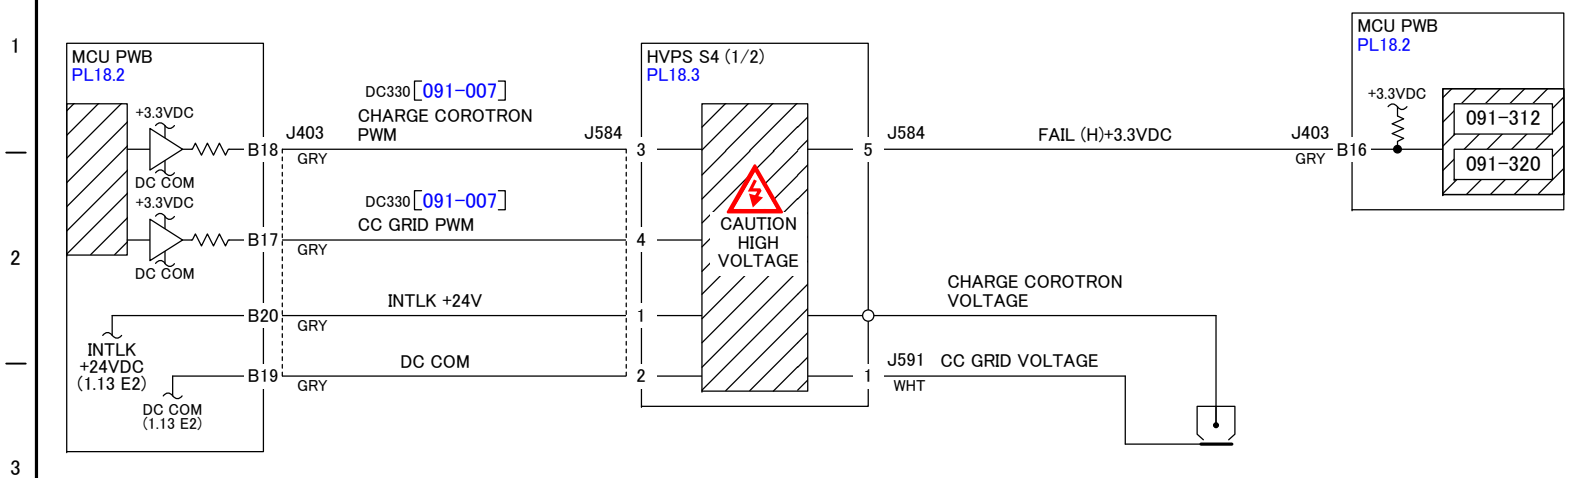 1
2
3
MCU PWB
PL18.2
+3.3VDC
DC COM
+3.3VDC
DC COM
INTLK
+24VDC
(1.13 E2)
DC COM
(1.13 E2)
B18
B17
B20
B19
J403
GRY
DC330[091-007]
CHARGE COROTRON
PWM
J584
GRY
DC330[091-007]
CC GRID PWM
GRY
INTLK +24V
GRY
DC COM
3
4
1
2
HVPS S4 (1/2)
PL18.3
CAUTION
HIGH
VOLTAGE
5
1
J584
FAIL (H)+3.3VDC
J403
GRY
CHARGE COROTRON
VOLTAGE
J591 CC GRID VOLTAGE
WHT
MCU PWB
PL18.2
+3.3VDC
B16
091-312
091-320